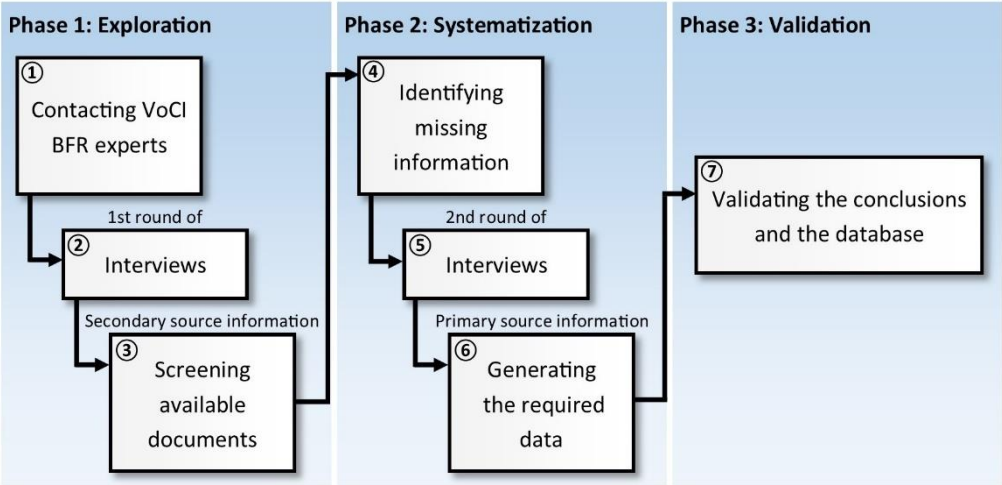 Phase 1: Exploration
①
Contacting VoCI
BFR experts
1st round of
②
Interviews
Secondary source information
③
Screening
available
documents
Phase 2: Systematization
④
Identifying
missing
information
2nd round of
⑤
Interviews
Primary source information
⑥
Generating
the required
data
Phase 3: Validation
⑦
Validating the conclusions
and the database